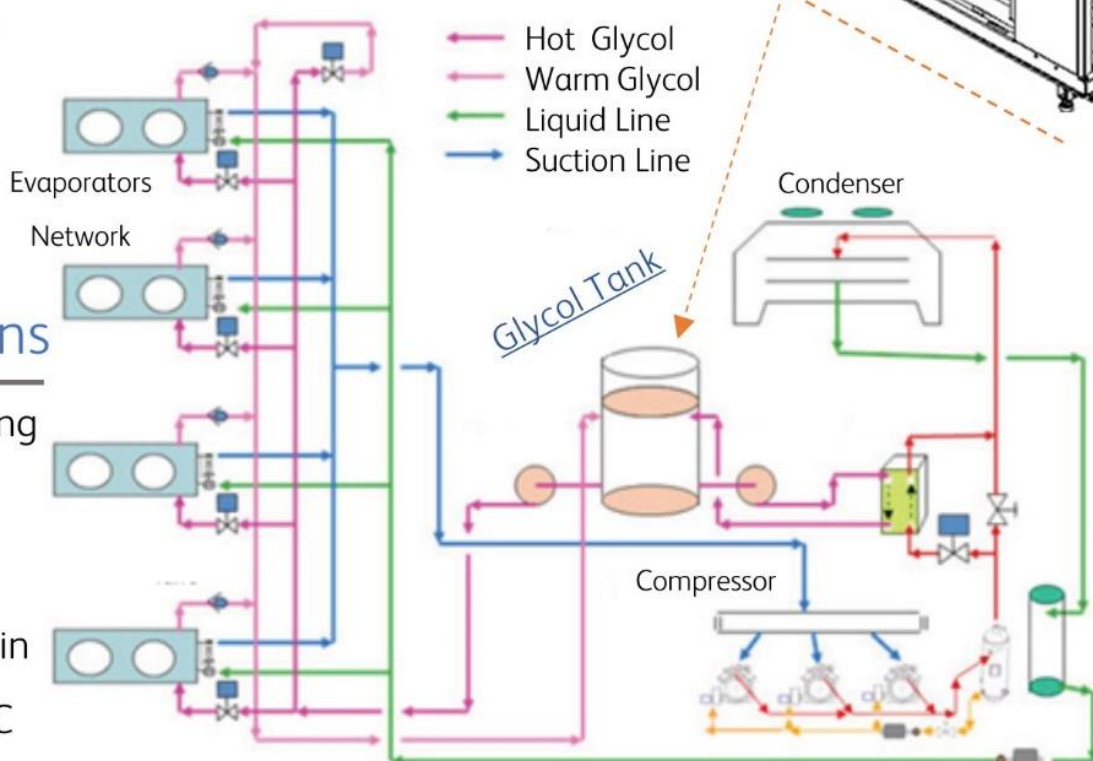 Hot Glycol
Warm Glycol
Liquid Line
Suction Line
Evaporators
Network
Condenser
Glycol Tank
ns
ng
Compressor
in
C